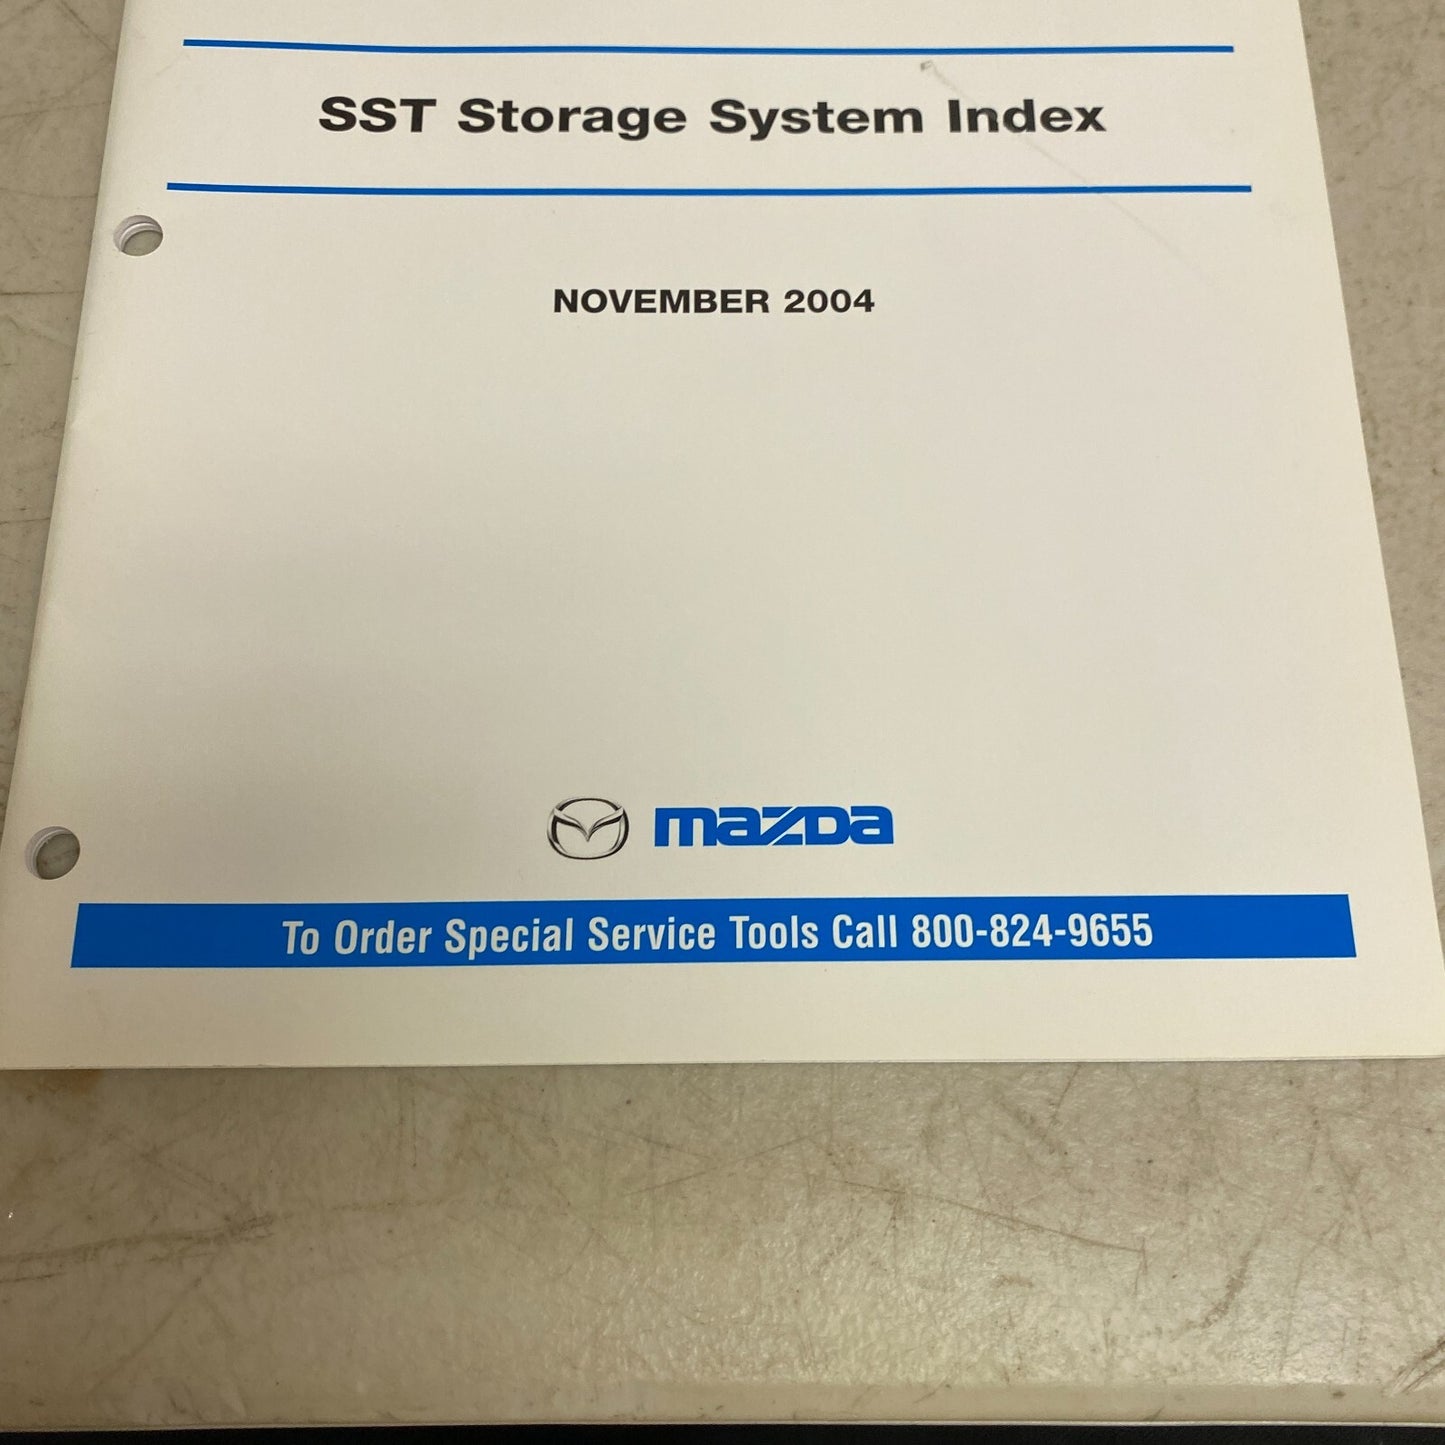 SST Storage System Index
NOVEMBER 2004
mazda
To Order Special Service Tools Call 800-824-9655